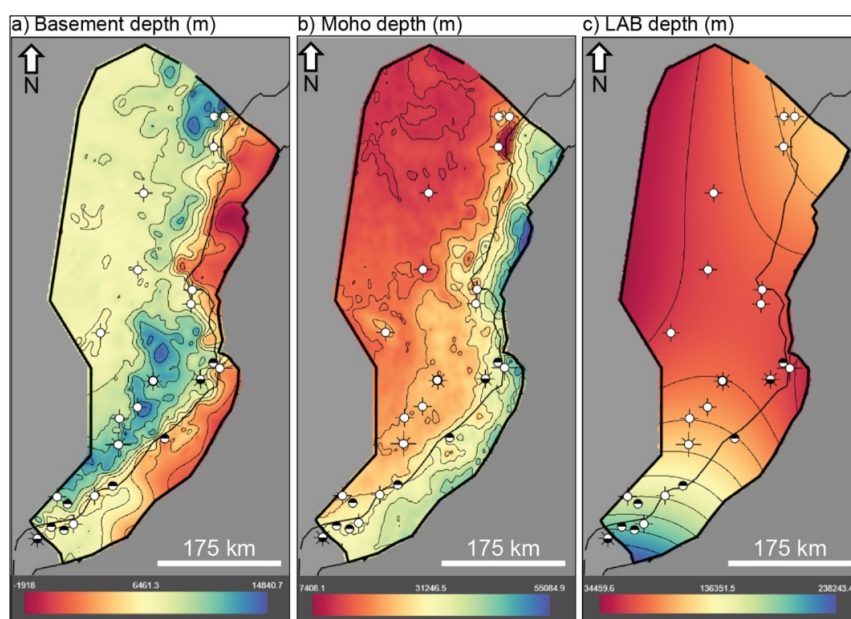 a) Basement depth (m)
b) Moho depth (m)
c) LAB depth (m)
N
N
N
175 km
175 km
175 km
-1918 6461.3 14840.7
7408.1 31246.5 55084.9
34459.6 136351.5 238243.4